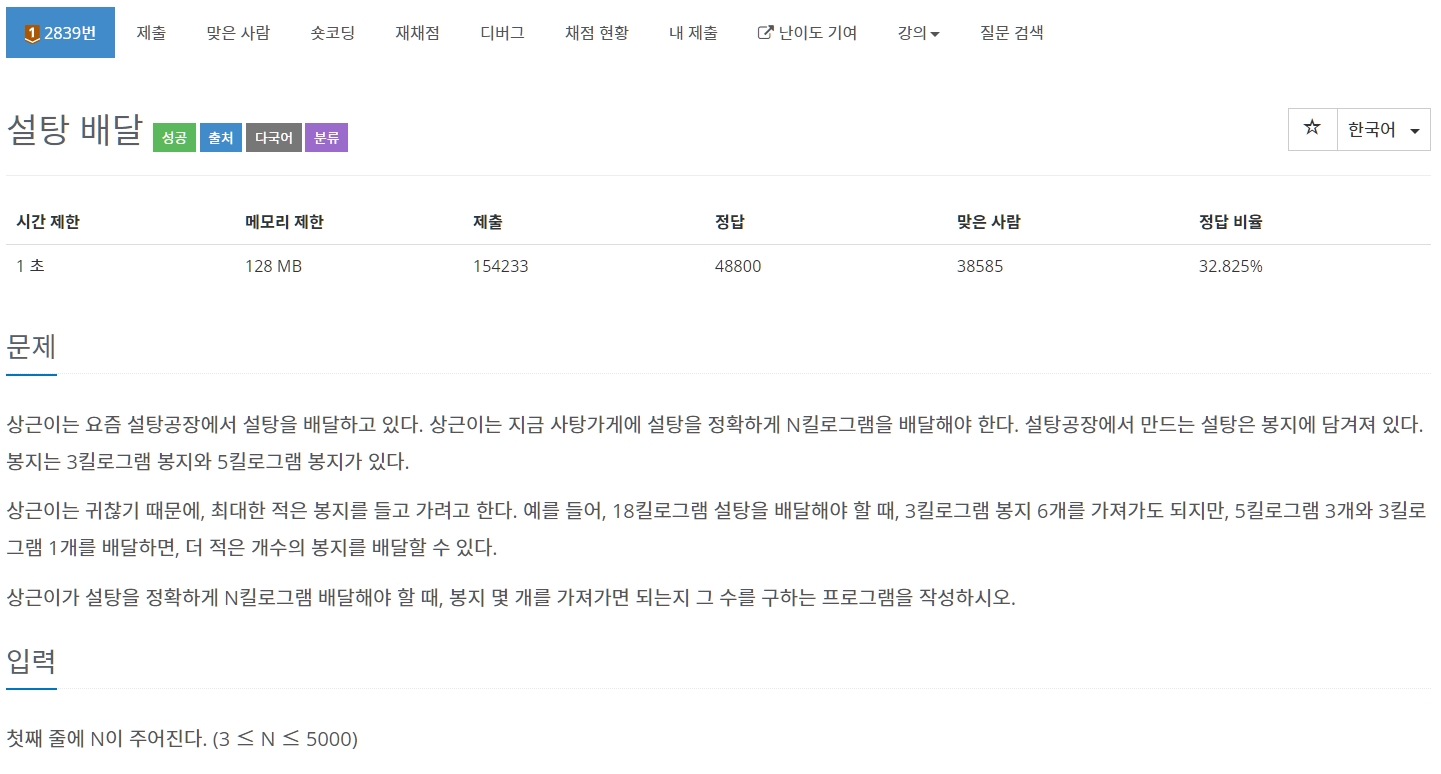 1 2839번 제출 맞은 사람 숏코딩 재채점 디버그 채점 현황 내 제출 난이도 기여 강의 질문 검색
설탕 배달 성공 출처 다국어 분류 한국어
시간 제한 메모리 제한 제출 정답 맞은 사람 정답 비율
1 초 128 MB 154233 48800 38585 32.825%
문제
상근이는 요즘 설탕공장에서 설탕을 배달하고 있다. 상근이는 지금 사탕가게에 설탕을 정확하게 N킬로그램을 배달해야 한다. 설탕공장에서 만드는 설탕은 봉지에 담겨져 있다.
봉지는 3킬로그램 봉지와 5킬로그램 봉지가 있다.
상근이는 귀찮기 때문에, 최대한 적은 봉지를 들고 가려고 한다. 예를 들어, 18킬로그램 설탕을 배달해야 할 때, 3킬로그램 봉지 6개를 가져가도 되지만, 5킬로그램 3개와 3킬로
그램 1개를 배달하면, 더 적은 개수의 봉지를 배달할 수 있다.
상근이가 설탕을 정확하게 N킬로그램 배달해야 할 때, 봉지 몇 개를 가져가면 되는지 그 수를 구하는 프로그램을 작성하시오.
입력
첫째 줄에 N이 주어진다. (3 ≤ N ≤ 5000)